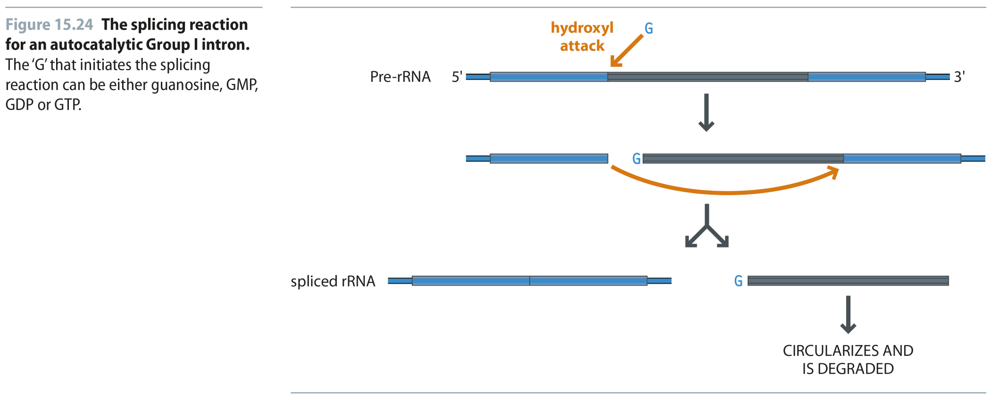 Figure 15.24 The splicing reaction
for an autocatalytic Group I intron.
The ‘G’ that initiates the splicing
reaction can be either guanosine, GMP,
GDP or GTP.
hydroxyl
attack
G
Pre-rRNA 5' 3'
G
spliced rRNA G
CIRCULARIZES AND
IS DEGRADED